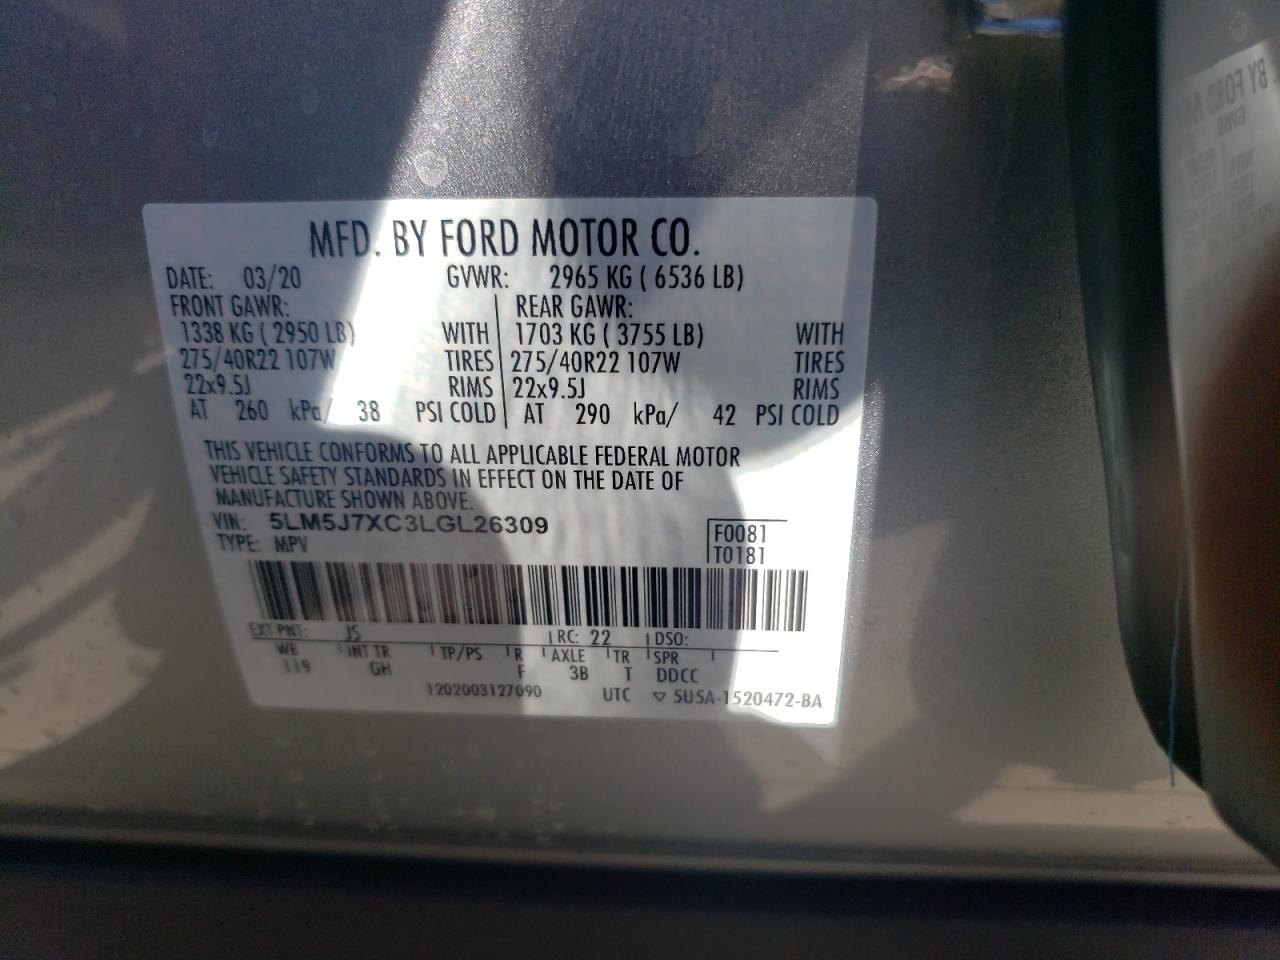 MFD. BY FORD MOTOR CO.
DATE: 03/20 GVWR: 2965 KG ( 6536 LB)
FRONT GAWR: REAR GAWR:
1338 KG ( 2950 LB) WITH 1703 KG ( 3755 LB) WITH
275/40R22 107W TIRES 275/40R22 107W TIRES
22x9.5J RIMS 22x9.5J RIMS
AT 260 kPa/ 38 PSI COLD AT 290 kPa/ 42 PSI COLD
THIS VEHICLE CONFORMS TO ALL APPLICABLE FEDERAL MOTOR
VEHICLE SAFETY STANDARDS IN EFFECT ON THE DATE OF
MANUFACTURE SHOWN ABOVE.
VIN: 5LM5J7XC3LGL26309 F0081
TYPE: MPV T0181
EXT PNT: JS RC: 22 DSO:
WB INT TR TP/PS R AXLE TR SPR
119 GH F 3B T DDCC
1202003127090 UTC ▽ 5U5A-1520472-BA
BY FORD M